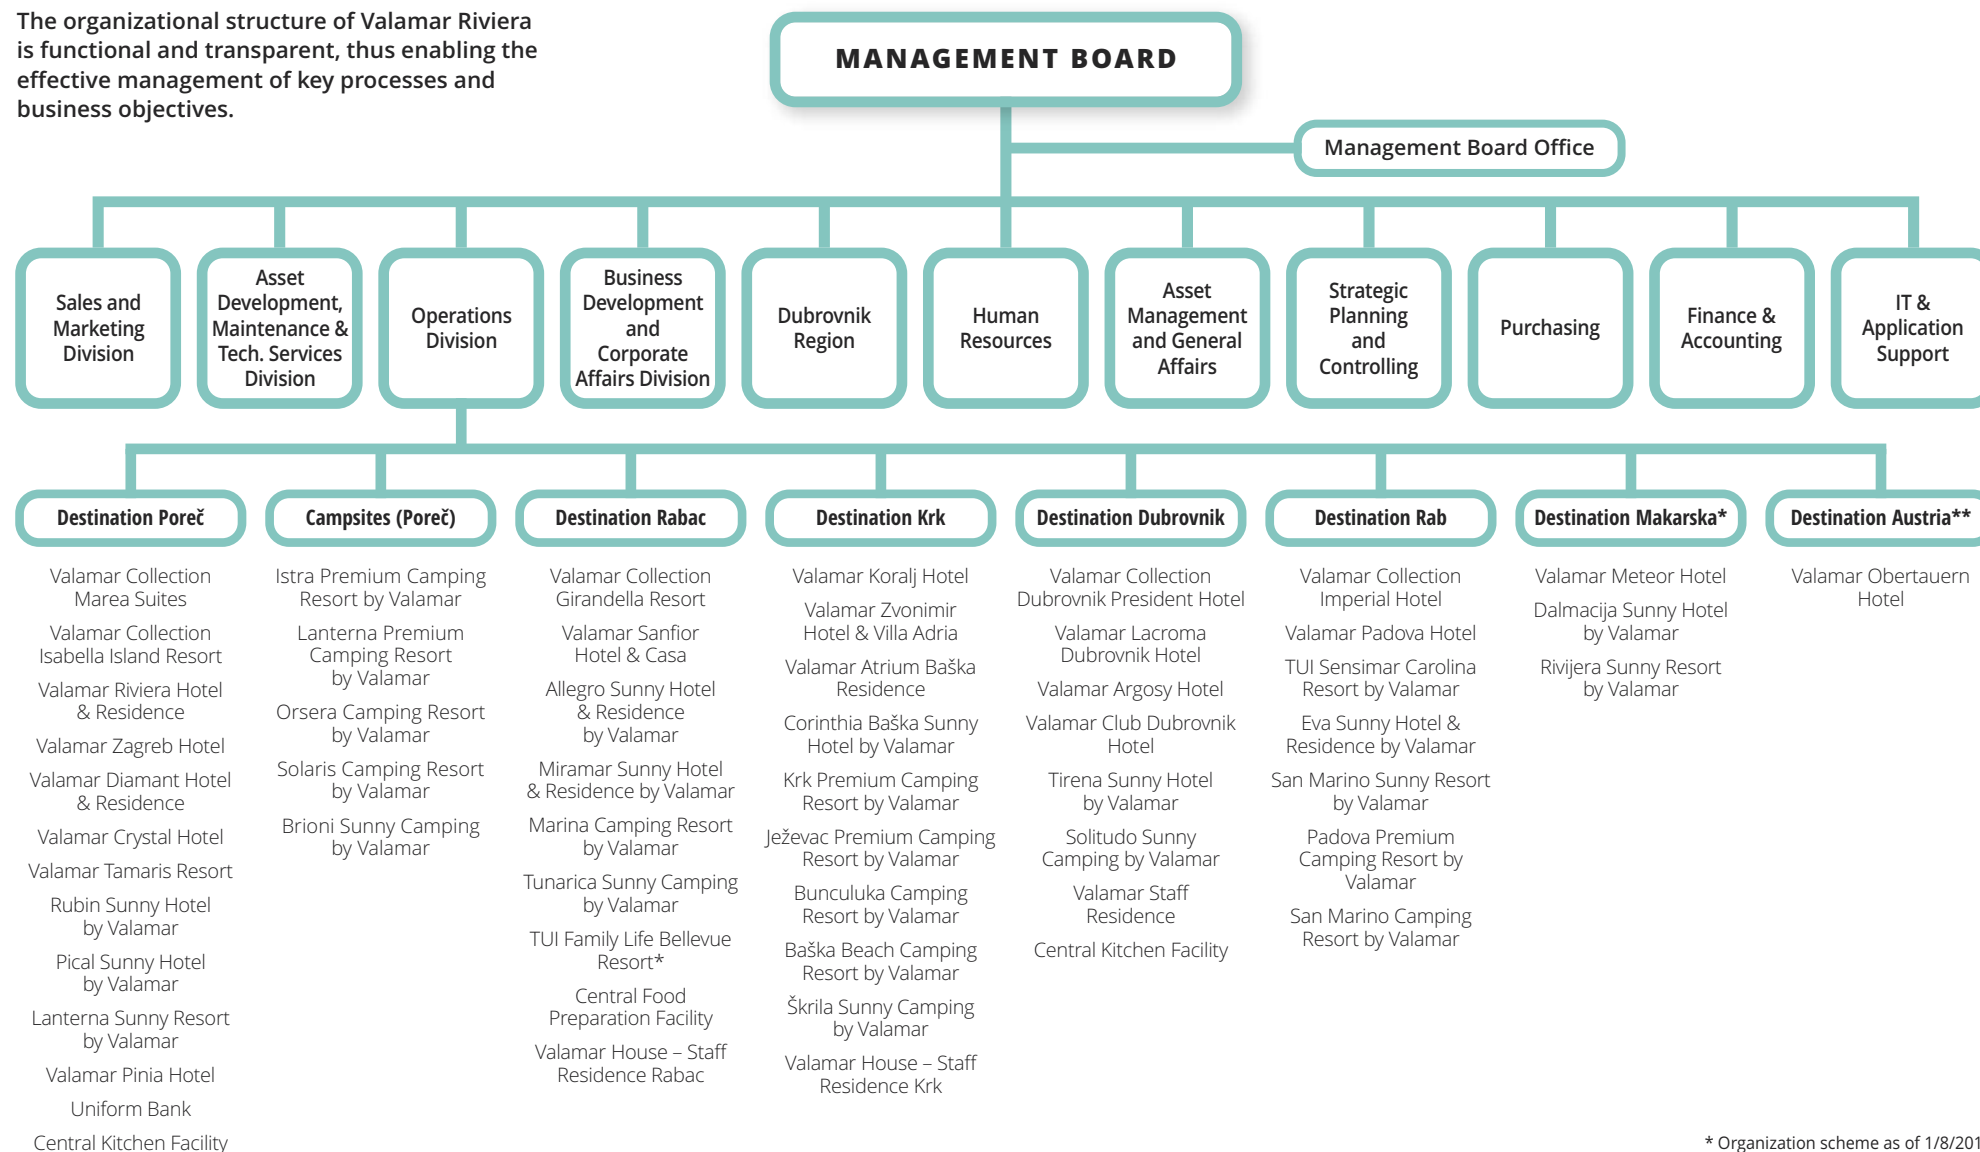 The organizational structure of Valamar Riviera
is functional and transparent, thus enabling the
effective management of key processes and
business objectives.
MANAGEMENT BOARD
Management Board Office
Sales and
Marketing
Division
Asset
Development,
Maintenance &
Tech. Services
Division
Operations
Division
Business
Development
and
Corporate
Affairs Division
Dubrovnik
Region
Human
Resources
Asset
Management
and General
Affairs
Strategic
Planning
and
Controlling
Purchasing
Finance &
Accounting
IT &
Application
Support
Destination Poreč
Valamar Collection
Marea Suites
Valamar Collection
Isabella Island Resort
Valamar Riviera Hotel
& Residence
Valamar Zagreb Hotel
Valamar Diamant Hotel
& Residence
Valamar Crystal Hotel
Valamar Tamaris Resort
Rubin Sunny Hotel
by Valamar
Pical Sunny Hotel
by Valamar
Lanterna Sunny Resort
by Valamar
Valamar Pinia Hotel
Uniform Bank
Central Kitchen Facility
Campsites (Poreč)
Istra Premium Camping
Resort by Valamar
Lanterna Premium
Camping Resort
by Valamar
Orsera Camping Resort
by Valamar
Solaris Camping Resort
by Valamar
Brioni Sunny Camping
by Valamar
Destination Rabac
Valamar Collection
Girandella Resort
Valamar Sanfior
Hotel & Casa
Allegro Sunny Hotel
& Residence
by Valamar
Miramar Sunny Hotel
& Residence by Valamar
Marina Camping Resort
by Valamar
Tunarica Sunny Camping
by Valamar
TUI Family Life Bellevue
Resort*
Central Food
Preparation Facility
Valamar House – Staff
Residence Rabac
Destination Krk
Valamar Koralj Hotel
Valamar Zvonimir
Hotel & Villa Adria
Valamar Atrium Baška
Residence
Corinthia Baška Sunny
Hotel by Valamar
Krk Premium Camping
Resort by Valamar
Ježevac Premium Camping
Resort by Valamar
Bunculuka Camping
Resort by Valamar
Baška Beach Camping
Resort by Valamar
Škrila Sunny Camping
by Valamar
Valamar House – Staff
Residence Krk
Destination Dubrovnik
Valamar Collection
Dubrovnik President Hotel
Valamar Lacroma
Dubrovnik Hotel
Valamar Argosy Hotel
Valamar Club Dubrovnik
Hotel
Tirena Sunny Hotel
by Valamar
Solitudo Sunny
Camping by Valamar
Valamar Staff
Residence
Central Kitchen Facility
Destination Rab
Valamar Collection
Imperial Hotel
Valamar Padova Hotel
TUI Sensimar Carolina
Resort by Valamar
Eva Sunny Hotel &
Residence by Valamar
San Marino Sunny Resort
by Valamar
Padova Premium
Camping Resort by
Valamar
San Marino Camping
Resort by Valamar
Destination Makarska*
Valamar Meteor Hotel
Dalmacija Sunny Hotel
by Valamar
Rivijera Sunny Resort
by Valamar
Destination Austria**
Valamar Obertauern
Hotel
* Organization scheme as of 1/8/201